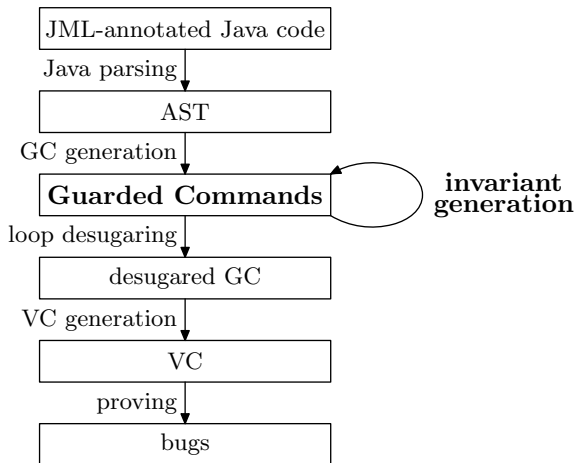 JML-annotated Java code
Java parsing
AST
GC generation
Guarded Commands
invariant
generation
loop desugaring
desugared GC
VC generation
VC
proving
bugs